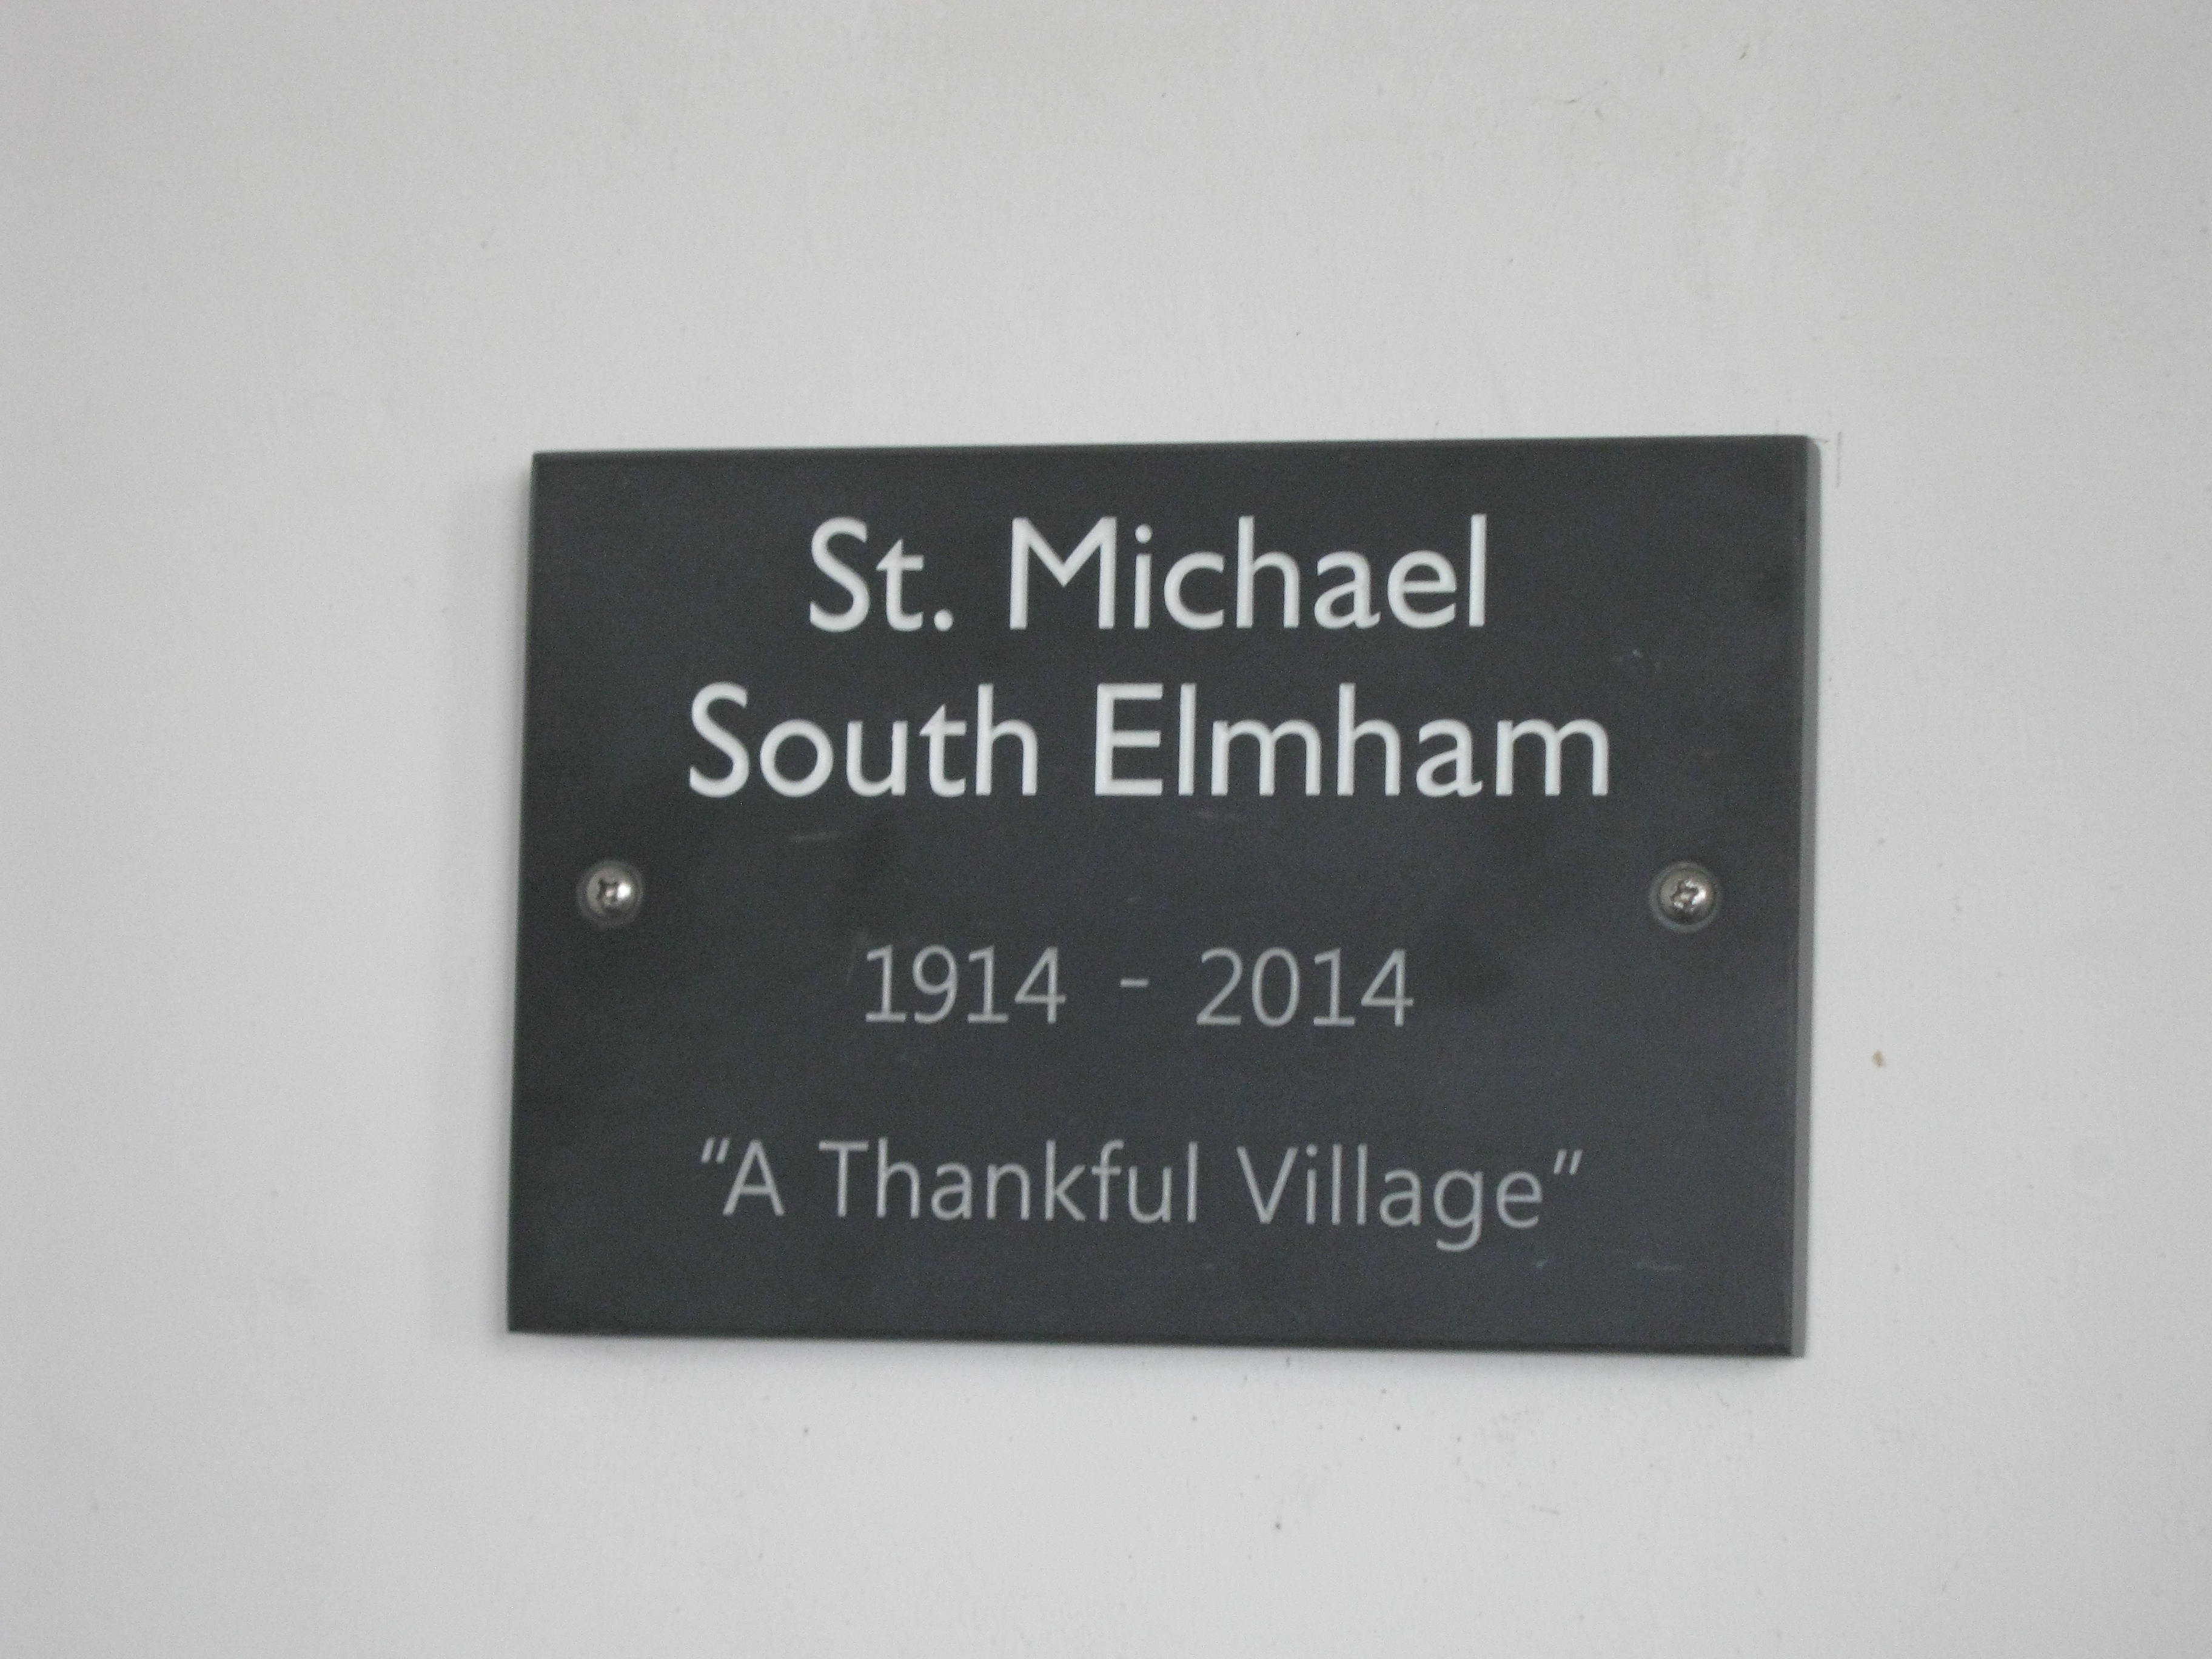 St. Michael
South Elmham
1914 - 2014
"A Thankful Village"